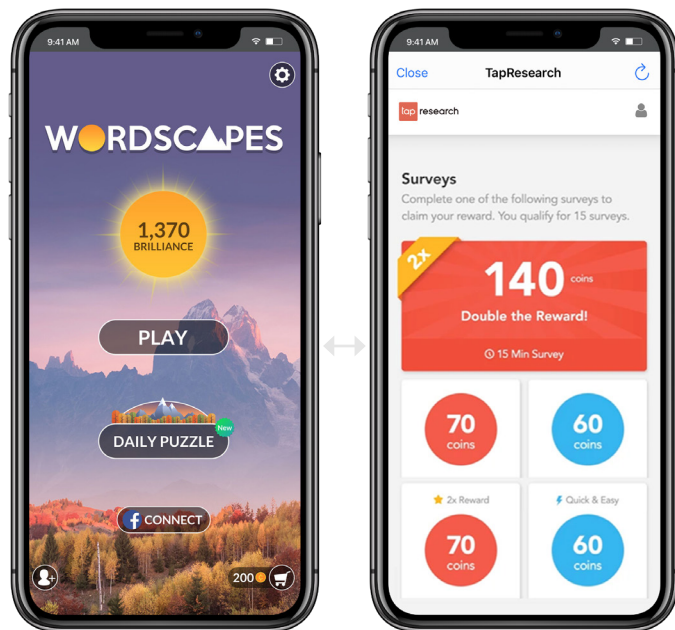 9:41 AM
WORDSCAPES
1,370
BRILLIANCE
PLAY
DAILY PUZZLE
New
f CONNECT
200
9:41 AM
Close
TapResearch
tap research
Surveys
Complete one of the following surveys to
claim your reward. You qualify for 15 surveys.
2x
140 coins
Double the Reward!
15 Min Survey
70
coins
60
coins
2x Reward
Quick & Easy
70
coins
60
coins